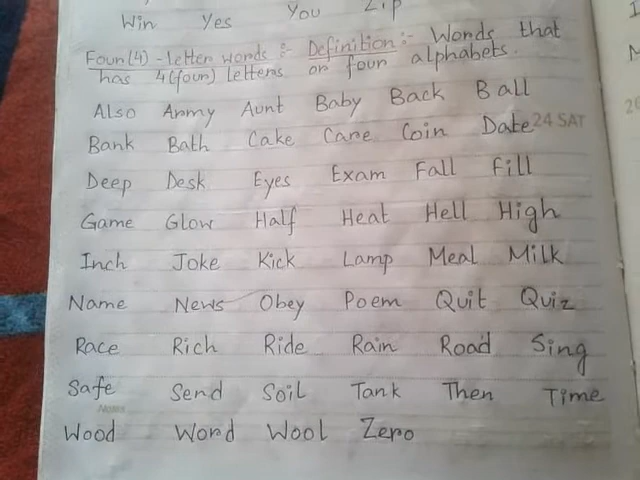 Win Yes You Zip
Four(4)-letter words :- Definition:- Words that
has 4(four) letters or four alphabets.
Also Army Aunt Baby Back Ball
Bank Bath Cake Care Coin Date 24 SAT
Deep Desk Eyes Exam Fall Fill
Game Glow Half Heat Hell High
Inch Joke Kick Lamp Meal Milk
Name News Obey Poem Quit Quiz
Race Rich Ride Rain Road Sing
Safe Send Soil Tank Then Time
Notes
Wood Word Wool Zero